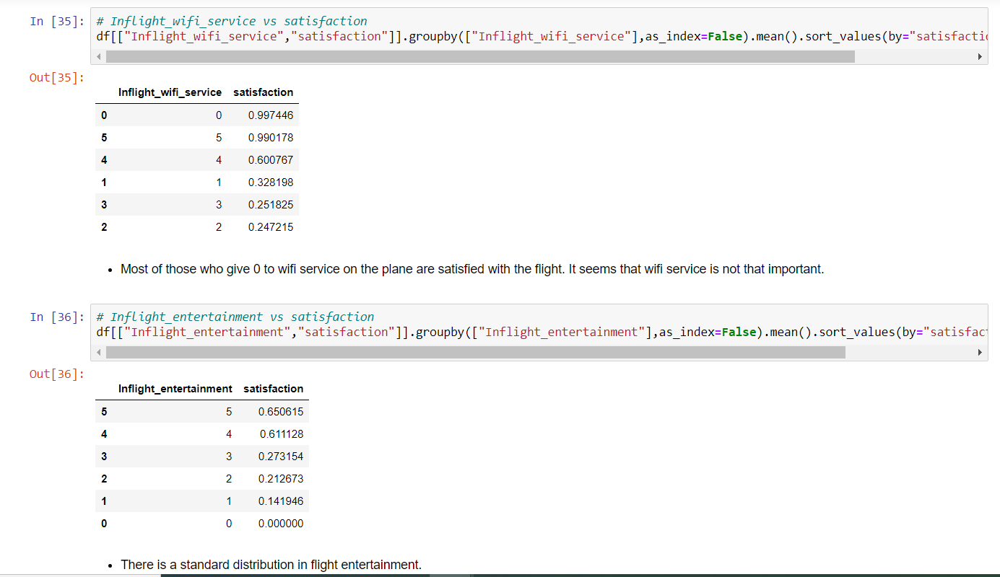 In [35]: # Inflight_wifi_service vs satisfaction
df[["Inflight_wifi_service","satisfaction"]].groupby(["Inflight_wifi_service"],as_index=False).mean().sort_values(by="satisfactio
Out[35]:
Inflight_wifi_service satisfaction
0 0 0.997446
5 5 0.990178
4 4 0.600767
1 1 0.328198
3 3 0.251825
2 2 0.247215
• Most of those who give 0 to wifi service on the plane are satisfied with the flight. It seems that wifi service is not that important.
In [36]: # Inflight_entertainment vs satisfaction
df[["Inflight_entertainment","satisfaction"]].groupby(["Inflight_entertainment"],as_index=False).mean().sort_values(by="satisfact
Out[36]:
Inflight_entertainment satisfaction
5 5 0.650615
4 4 0.611128
3 3 0.273154
2 2 0.212673
1 1 0.141946
0 0 0.000000
• There is a standard distribution in flight entertainment.